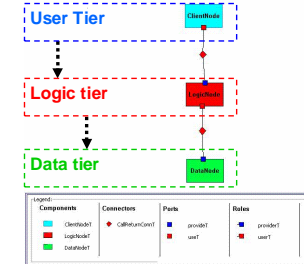 User Tier
ClientNode
Logic tier
LogicNode
Data tier
DataNode
Legend:
Components
Connectors
Ports
Roles
ClientNodeT
CallReturnConnT
provideT
providerT
LogicNodeT
useT
userT
DataNodeT